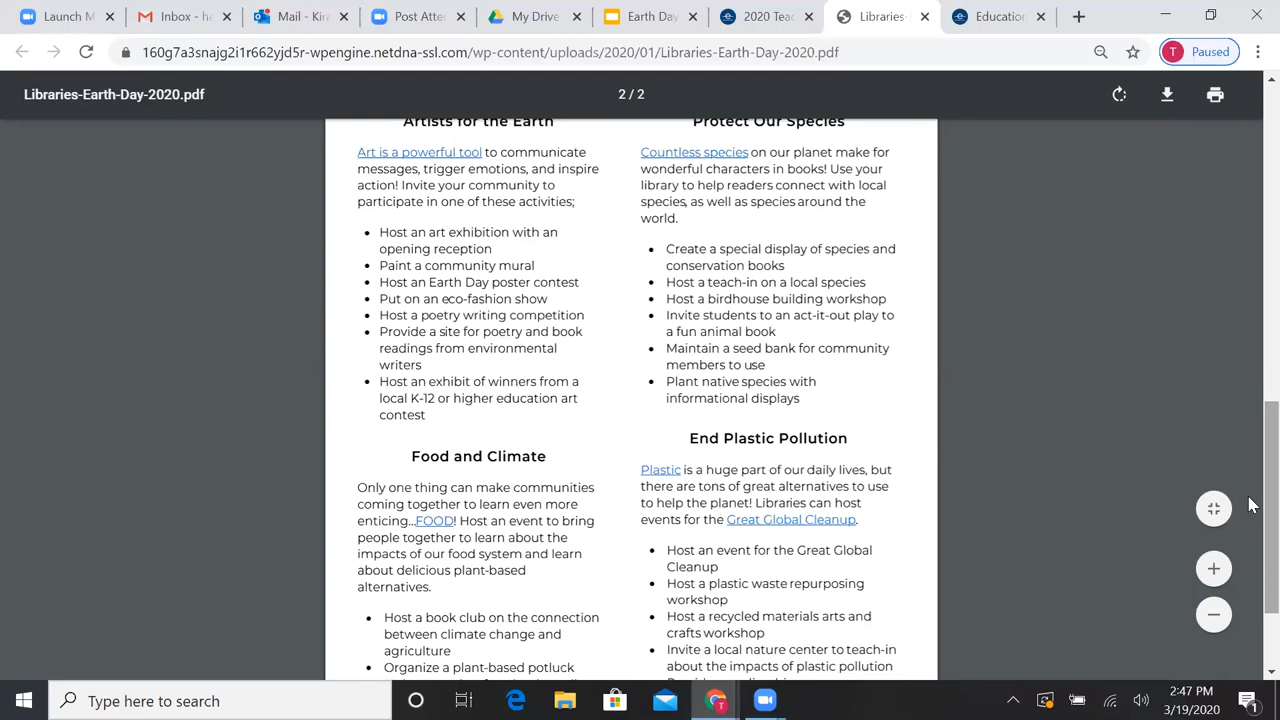 Launch M
Inbox - he
Mail - Kira
Post Atter
My Drive
Earth Day
2020 Teac
Libraries-
Education
160g7a3snajg2i1r662yjd5r-wpengine.netdna-ssl.com/wp-content/uploads/2020/01/Libraries-Earth-Day-2020.pdf
T Paused
Libraries-Earth-Day-2020.pdf
2 / 2
Artists for the Earth
Art is a powerful tool to communicate
messages, trigger emotions, and inspire
action! Invite your community to
participate in one of these activities;
• Host an art exhibition with an
opening reception
• Paint a community mural
• Host an Earth Day poster contest
• Put on an eco-fashion show
• Host a poetry writing competition
• Provide a site for poetry and book
readings from environmental
writers
• Host an exhibit of winners from a
local K-12 or higher education art
contest
Food and Climate
Only one thing can make communities
coming together to learn even more
enticing...FOOD! Host an event to bring
people together to learn about the
impacts of our food system and learn
about delicious plant-based
alternatives.
• Host a book club on the connection
between climate change and
agriculture
• Organize a plant-based potluck
Protect Our Species
Countless species on our planet make for
wonderful characters in books! Use your
library to help readers connect with local
species, as well as species around the
world.
• Create a special display of species and
conservation books
• Host a teach-in on a local species
• Host a birdhouse building workshop
• Invite students to an act-it-out play to
a fun animal book
• Maintain a seed bank for community
members to use
• Plant native species with
informational displays
End Plastic Pollution
Plastic is a huge part of our daily lives, but
there are tons of great alternatives to use
to help the planet! Libraries can host
events for the Great Global Cleanup.
• Host an event for the Great Global
Cleanup
• Host a plastic waste repurposing
workshop
• Host a recycled materials arts and
crafts workshop
• Invite a local nature center to teach-in
about the impacts of plastic pollution
Type here to search
2:47 PM
3/19/2020
1